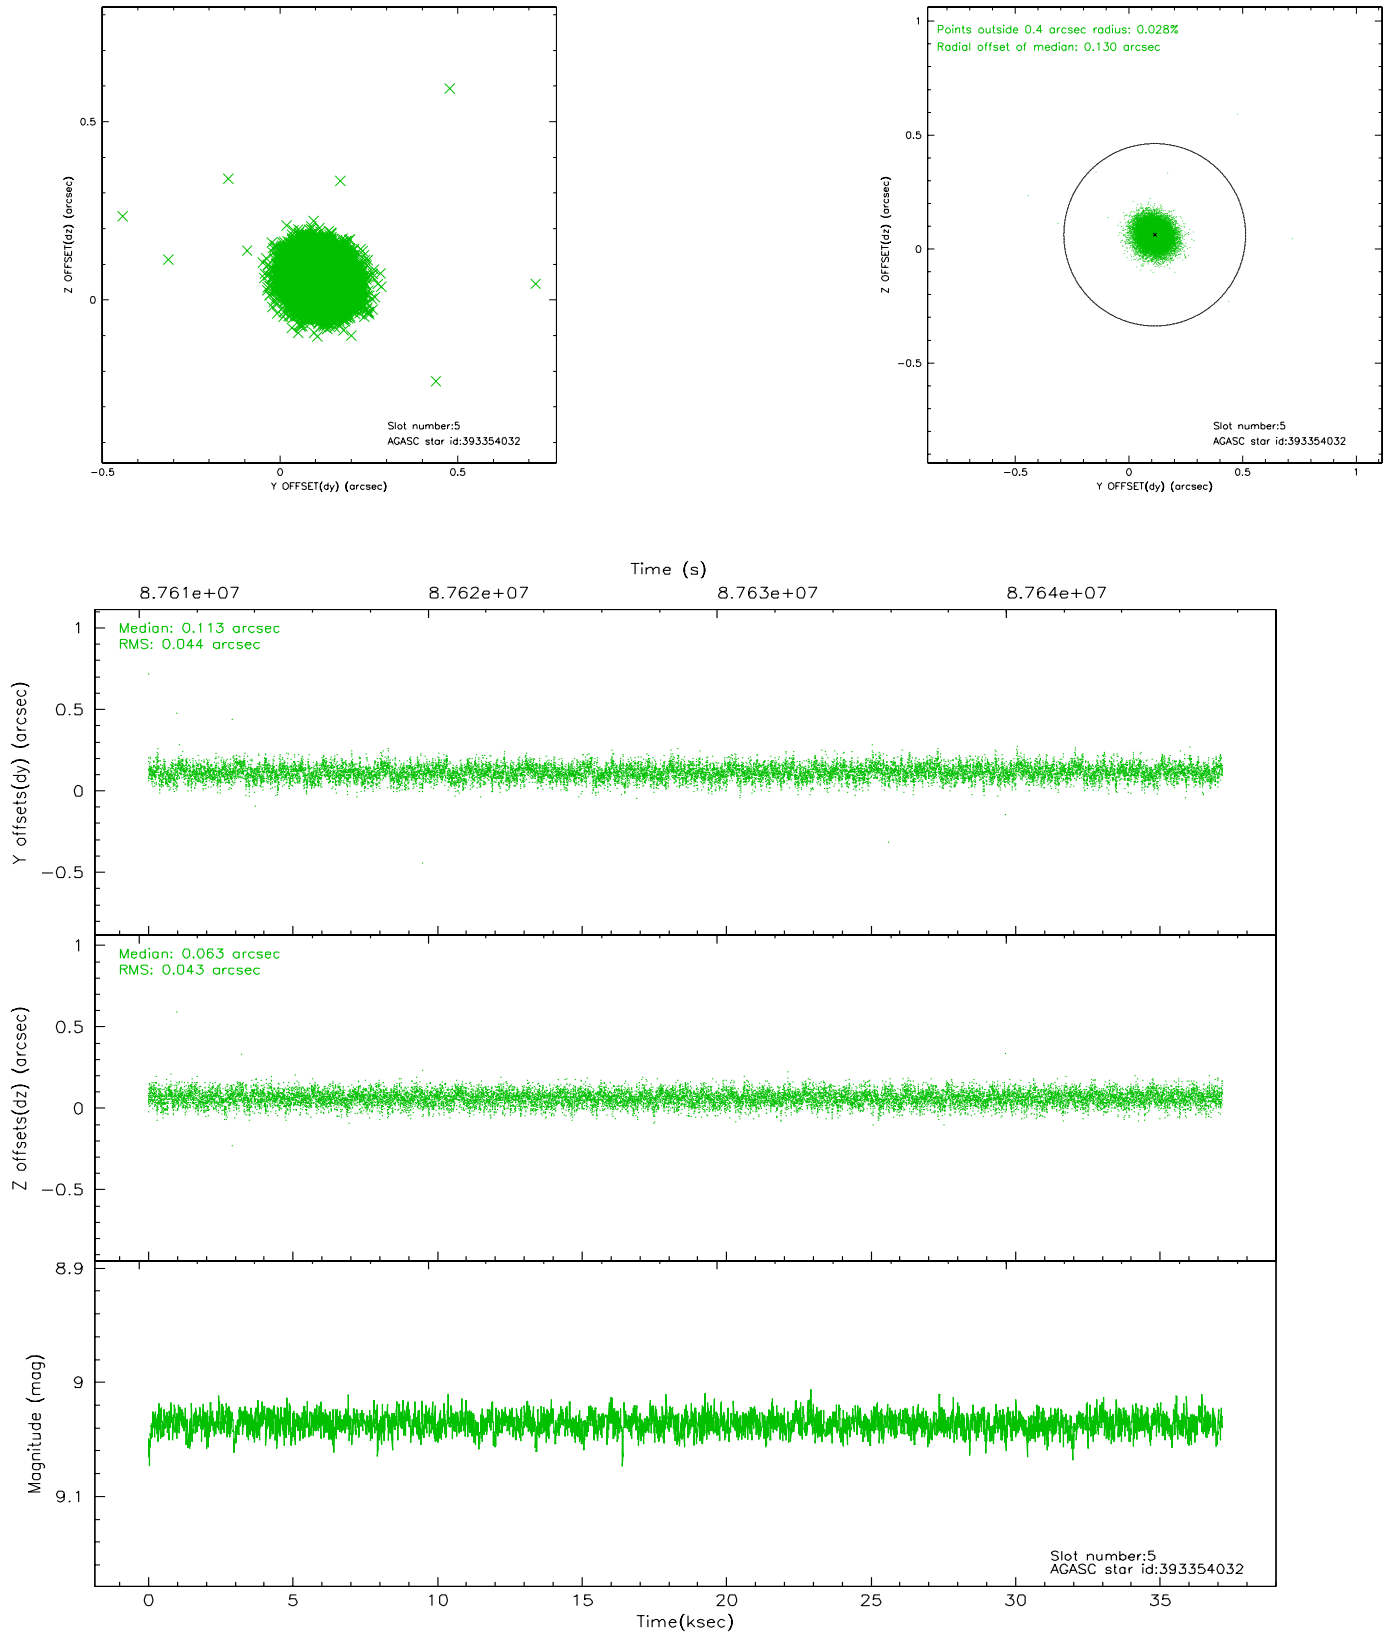 0.5
0
-0.5
0
0.5
Z OFFSET(dz) (arcsec)
Y OFFSET(dy) (arcsec)
Slot number:5
AGASC star id:393354032
Points outside 0.4 arcsec radius: 0.028%
Radial offset of median: 0.130 arcsec
1
0.5
0
-0.5
-0.5
0
0.5
1
Z OFFSET(dz) (arcsec)
Y OFFSET(dy) (arcsec)
Slot number:5
AGASC star id:393354032
Time (s)
8.761e+07
8.762e+07
8.763e+07
8.764e+07
Median: 0.113 arcsec
RMS: 0.044 arcsec
1
0.5
0
-0.5
Y offsets(dy) (arcsec)
Median: 0.063 arcsec
RMS: 0.043 arcsec
1
0.5
0
-0.5
Z offsets(dz) (arcsec)
8.9
9
9.1
Magnitude (mag)
Slot number:5
AGASC star id:393354032
0
5
10
15
20
25
30
35
Time(ksec)